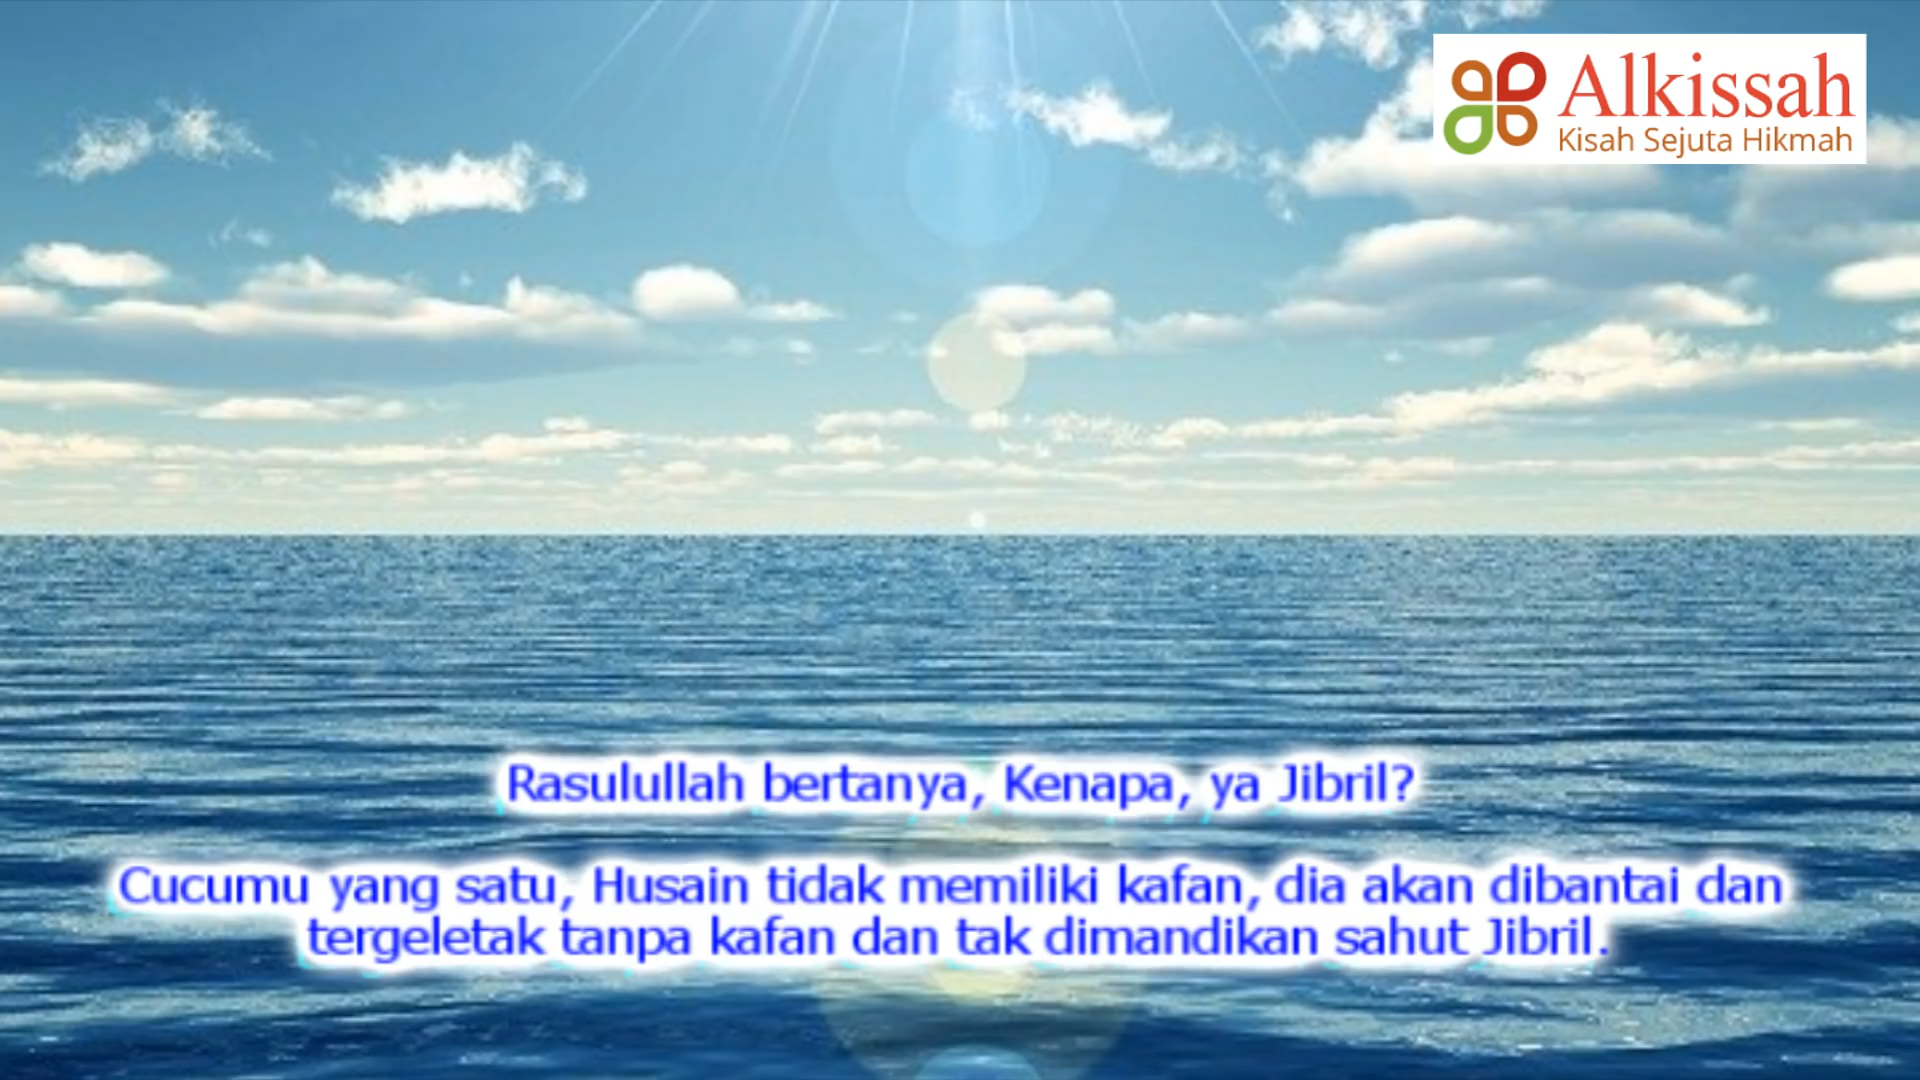 Alkissah
Kisah Sejuta Hikmah
Rasulullah bertanya, Kenapa, ya Jibril?
Cucumu yang satu, Husain tidak memiliki kafan, dia akan dibantai dan
tergeletak tanpa kafan dan tak dimandikan sahut Jibril.